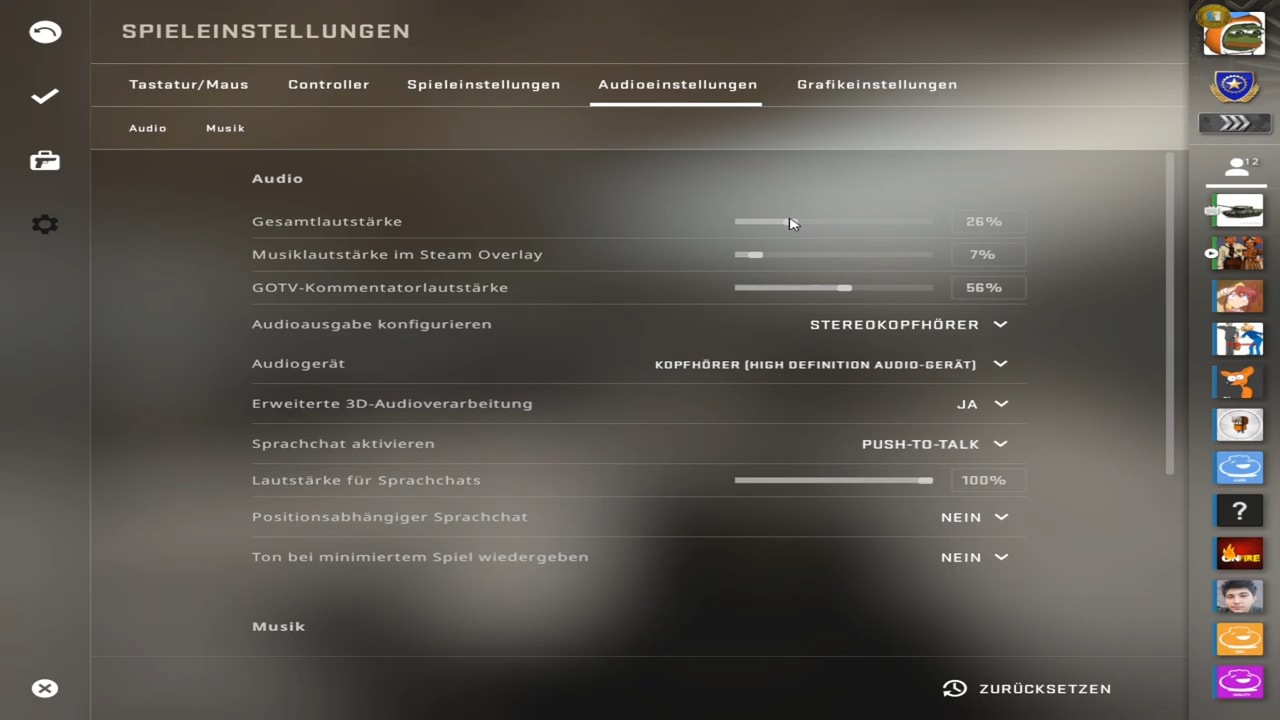 SPIELEINSTELLUNGEN
Tastatur/Maus Controller Spieleinstellungen Audioeinstellungen Grafikeinstellungen
Audio Musik
Audio
Gesamtlautstärke 26%
Musiklautstärke im Steam Overlay 7%
GOTV-Kommentatorlautstärke 56%
Audioausgabe konfigurieren STEREOKOPFHÖRER
Audiogerät KOPFHÖRER (HIGH DEFINITION AUDIO-GERÄT)
Erweiterte 3D-Audioverarbeitung JA
Sprachchat aktivieren PUSH-TO-TALK
Lautstärke für Sprachchats 100%
Positionsabhängiger Sprachchat NEIN
Ton bei minimiertem Spiel wiedergeben NEIN
Musik
ZURÜCKSETZEN
12
?
ONFIRE